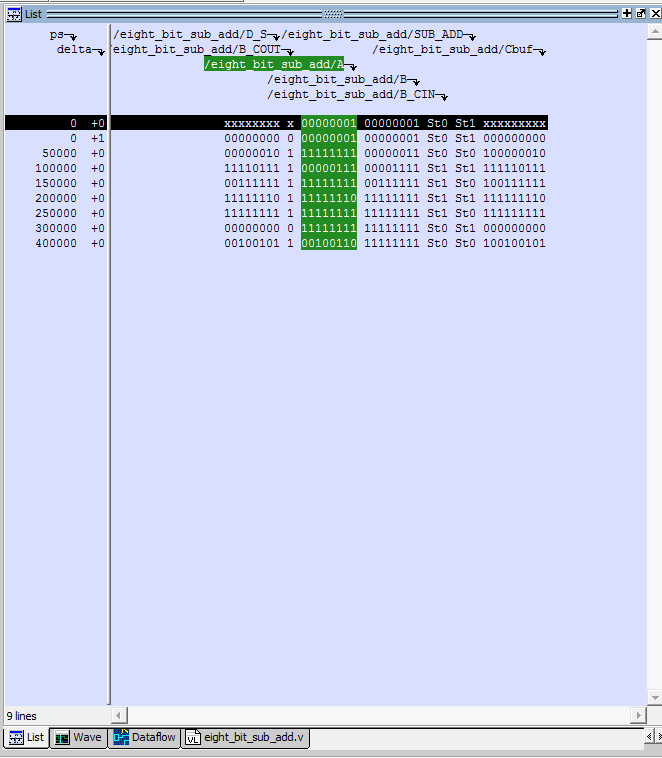 List
ps /eight_bit_sub_add/D_S /eight_bit_sub_add/SUB_ADD
delta eight_bit_sub_add/B_COUT /eight_bit_sub_add/Cbuf
/eight_bit_sub_add/A
/eight_bit_sub_add/B
/eight_bit_sub_add/B_CIN
0 +0 xxxxxxxx x 00000001 00000001 St0 St1 xxxxxxxxx
0 +1 00000000 0 00000001 00000001 St0 St1 000000000
50000 +0 00000010 1 11111111 00000011 St0 St0 100000010
100000 +0 11110111 1 00000111 00001111 St1 St1 111110111
150000 +0 00111111 1 11111111 00111111 St1 St0 100111111
200000 +0 11111110 1 11111110 11111111 St1 St1 111111110
250000 +0 11111111 1 11111111 11111111 St1 St0 111111111
300000 +0 00000000 0 11111111 11111111 St0 St1 000000000
400000 +0 00100101 1 00100110 11111111 St0 St0 100100101
9 lines
List Wave Dataflow eight_bit_sub_add.v